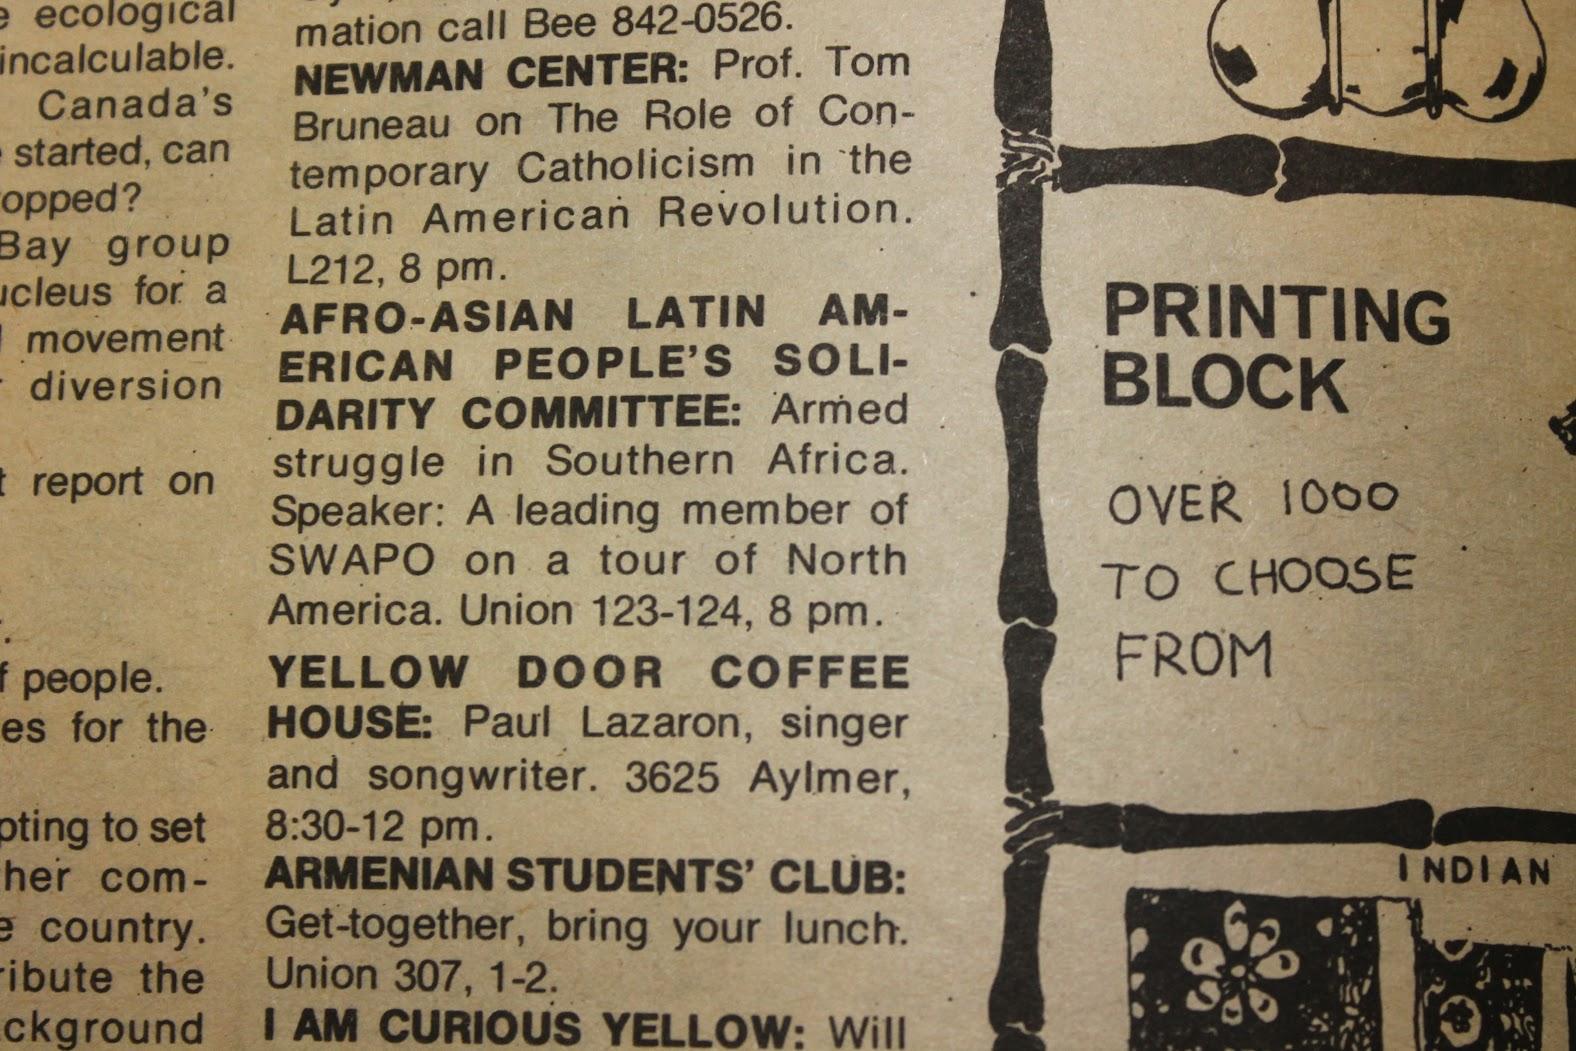 ecological
incalculable.
Canada's
started, can
opped?
Bay group
ucleus for a
movement
diversion
report on
f people.
es for the
pting to set
her com-
e country.
ribute the
ackground
mation call Bee 842-0526.
NEWMAN CENTER: Prof. Tom
Bruneau on The Role of Con-
temporary Catholicism in the
Latin American Revolution.
L212, 8 pm.
AFRO-ASIAN LATIN AM-
ERICAN PEOPLE'S SOLI-
DARITY COMMITTEE: Armed
struggle in Southern Africa.
Speaker: A leading member of
SWAPO on a tour of North
America. Union 123-124, 8 pm.
YELLOW DOOR COFFEE
HOUSE: Paul Lazaron, singer
and songwriter. 3625 Aylmer,
8:30-12 pm.
ARMENIAN STUDENTS' CLUB:
Get-together, bring your lunch.
Union 307, 1-2.
I AM CURIOUS YELLOW: Will
PRINTING
BLOCK
OVER 1000
TO CHOOSE
FROM
INDIAN